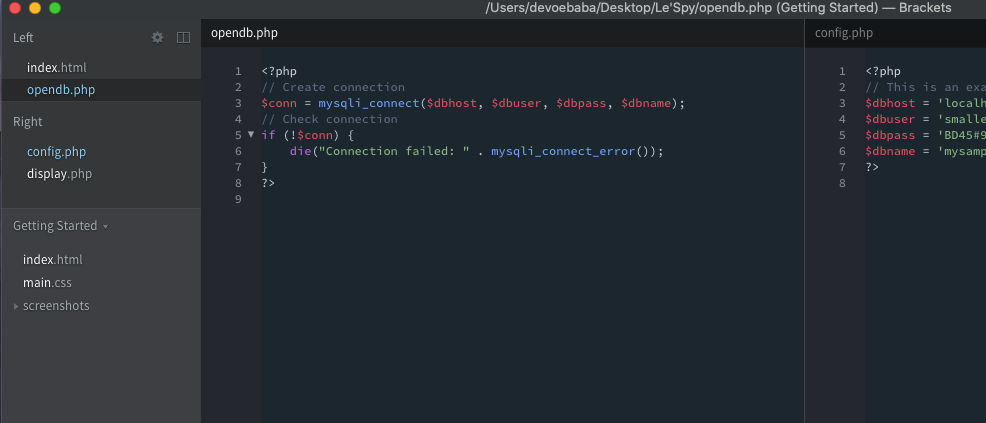 /Users/devoebaba/Desktop/Le'Spy/opendb.php (Getting Started) — Brackets
Left
index.html
opendb.php
Right
config.php
display.php
Getting Started
index.html
main.css
screenshots
opendb.php
1 <?php
2 // Create connection
3 $conn = mysqli_connect($dbhost, $dbuser, $dbpass, $dbname);
4 // Check connection
5 if (!$conn) {
6 die("Connection failed: " . mysqli_connect_error());
7 }
8 ?>
9
config.php
1 <?php
2 // This is an exa
3 $dbhost = 'localh
4 $dbuser = 'smalle
5 $dbpass = 'BD45#9
6 $dbname = 'mysamp
7 ?>
8